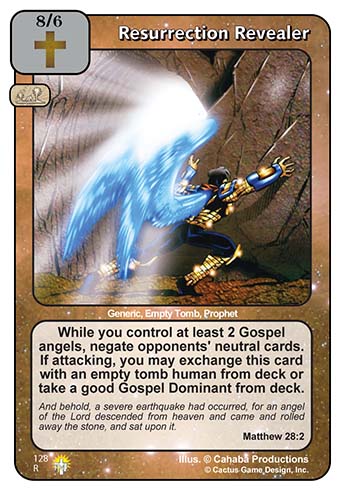 8/6
Resurrection Revealer
Generic, Empty Tomb, Prophet
While you control at least 2 Gospel
angels, negate opponents' neutral cards.
If attacking, you may exchange this card
with an empty tomb human from deck or
take a good Gospel Dominant from deck.
And behold, a severe earthquake had occurred, for an angel
of the Lord descended from heaven and came and rolled
away the stone, and sat upon it.
Matthew 28:2
128
R
Illus. © Cahaba Productions
© Cactus Game Design, Inc.